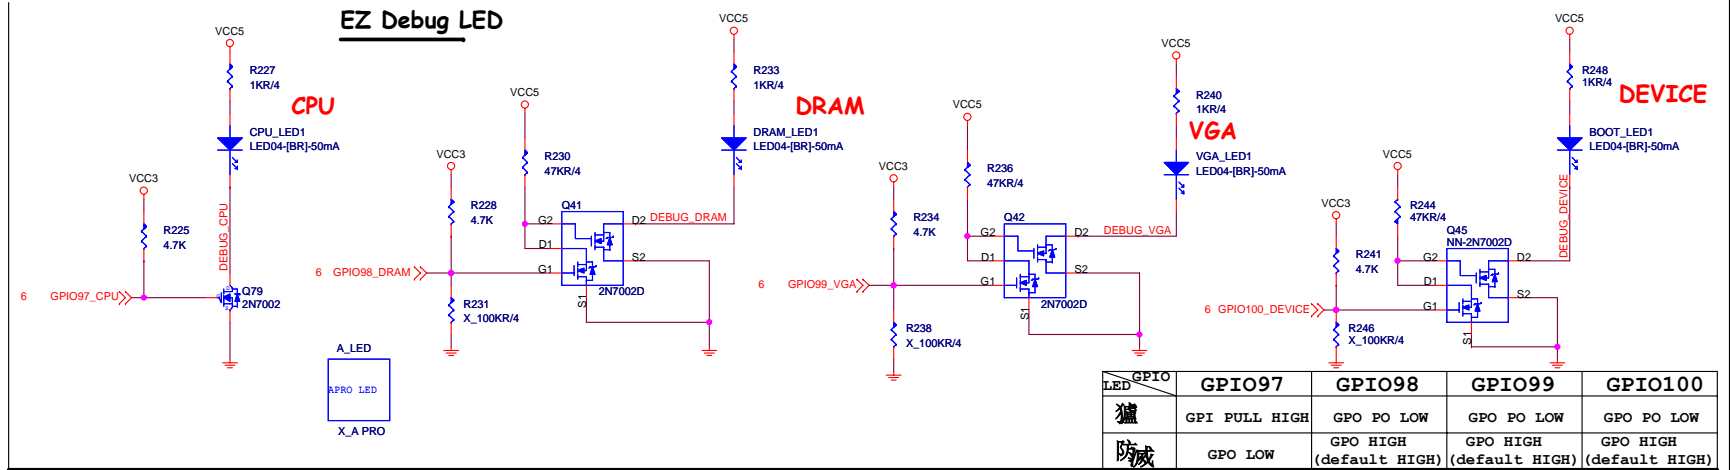 EZ Debug LED
VCC5
R227
1KR/4
CPU
CPU_LED1
LED04-[BR]-50mA
VCC3
R225
4.7K
DEBUG_CPU
6 GPIO97_CPU
Q79
2N7002
A_LED
APRO LED
X_A PRO
VCC5
R233
1KR/4
DRAM
DRAM_LED1
LED04-[BR]-50mA
VCC5
R230
47KR/4
VCC3
R228
4.7K
Q41
G2
D2
DEBUG_DRAM
D1
S2
6 GPIO98_DRAM
G1
S1
2N7002D
R231
X_100KR/4
VCC5
R240
1KR/4
VGA
VGA_LED1
LED04-[BR]-50mA
VCC5
R236
47KR/4
VCC3
R234
4.7K
Q42
G2
D2
DEBUG_VGA
D1
S2
6 GPIO99_VGA
G1
S1
2N7002D
R238
X_100KR/4
VCC5
R248
1KR/4
DEVICE
BOOT_LED1
LED04-[BR]-50mA
VCC5
R244
47KR/4
VCC3
R241
4.7K
DEBUG_DEVICE
Q45
NN-2N7002D
G2
D2
D1
S2
6 GPIO100_DEVICE
G1
S1
R246
X_100KR/4
LED GPIO GPIO97 GPIO98 GPIO99 GPIO100
GPI PULL HIGH GPO PO LOW GPO PO LOW GPO PO LOW
GPO LOW GPO HIGH (default HIGH) GPO HIGH (default HIGH) GPO HIGH (default HIGH)